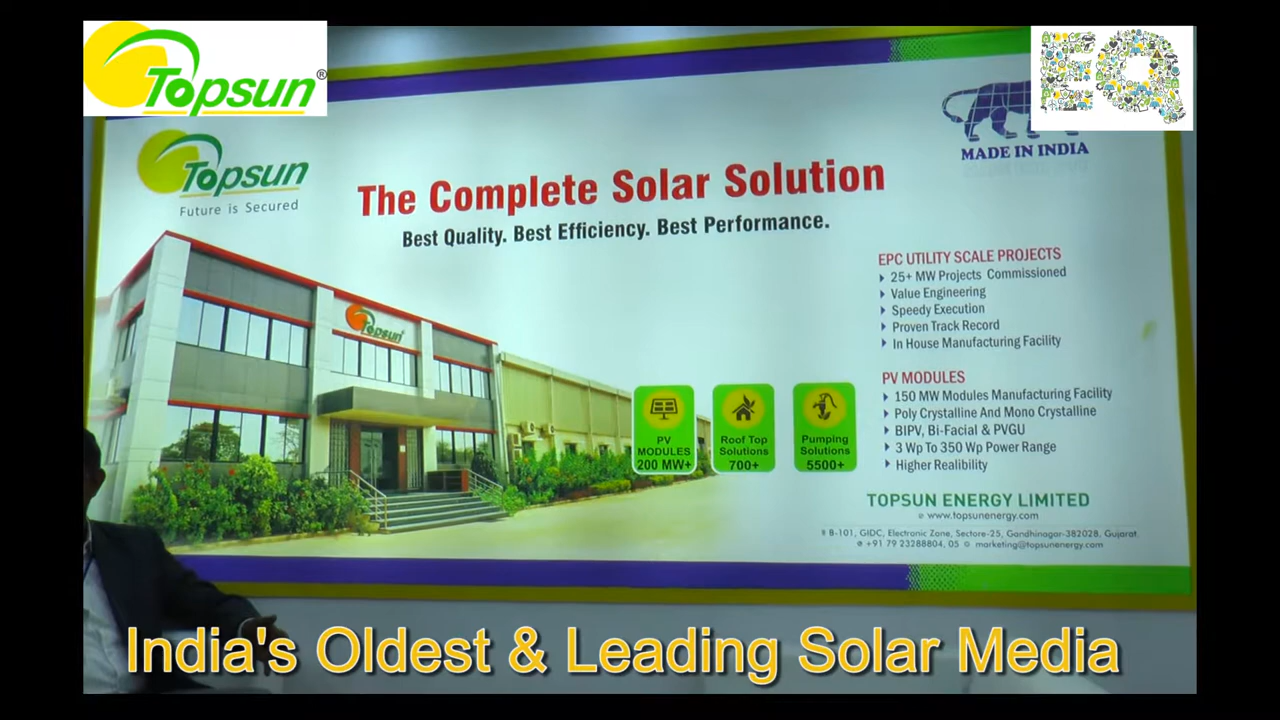 Topsun®
EQ
Topsun
Future is Secured
MADE IN INDIA
The Complete Solar Solution
Best Quality. Best Efficiency. Best Performance.
Topsun
EPC UTILITY SCALE PROJECTS
25+ MW Projects Commissioned
Value Engineering
Speedy Execution
Proven Track Record
In House Manufacturing Facility
PV MODULES
150 MW Modules Manufacturing Facility
Poly Crystalline And Mono Crystalline
BIPV, Bi-Facial & PVGU
3 Wp To 350 Wp Power Range
Higher Realibility
PV
MODULES
200 MW+
Roof Top
Solutions
700+
Pumping
Solutions
5500+
TOPSUN ENERGY LIMITED
www.topsunenergy.com
B-101, GIDC, Electronic Zone, Sectore-25, Gandhinagar-382028, Gujarat.
+91 79 23288804, 05 marketing@topsunenergy.com
India's Oldest & Leading Solar Media